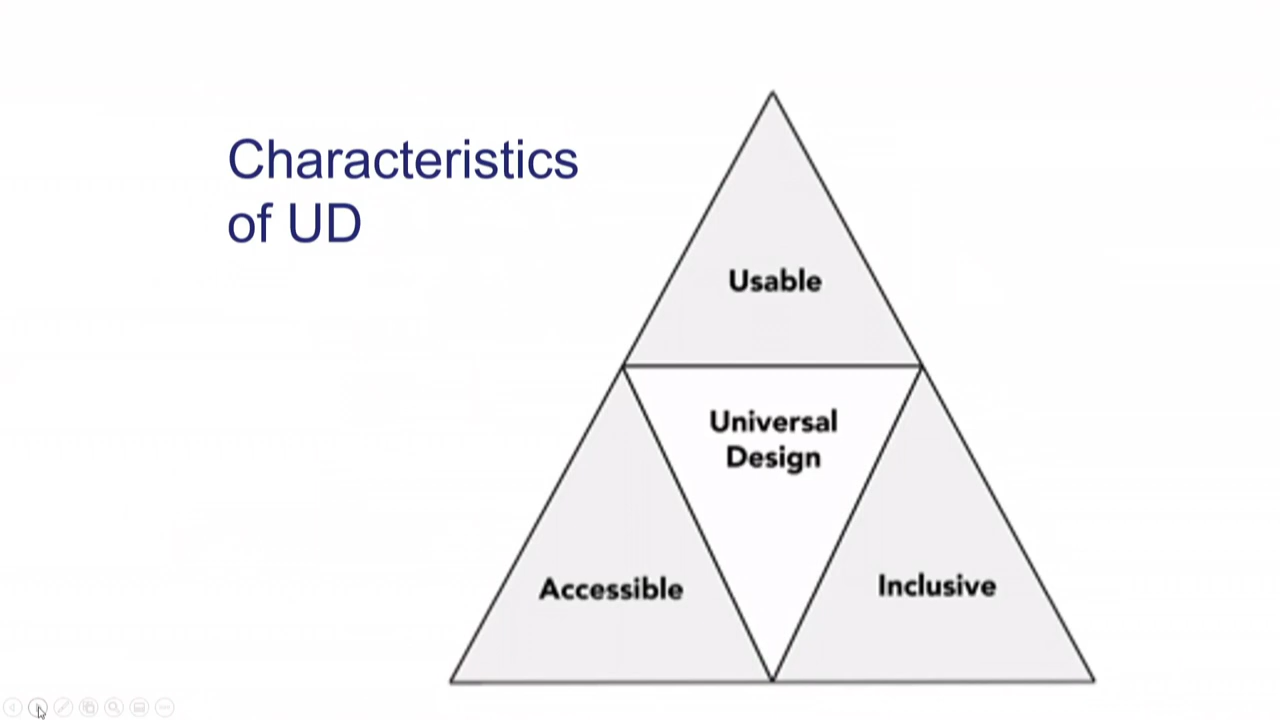 Characteristics
of UD
Usable
Universal
Design
Accessible
Inclusive